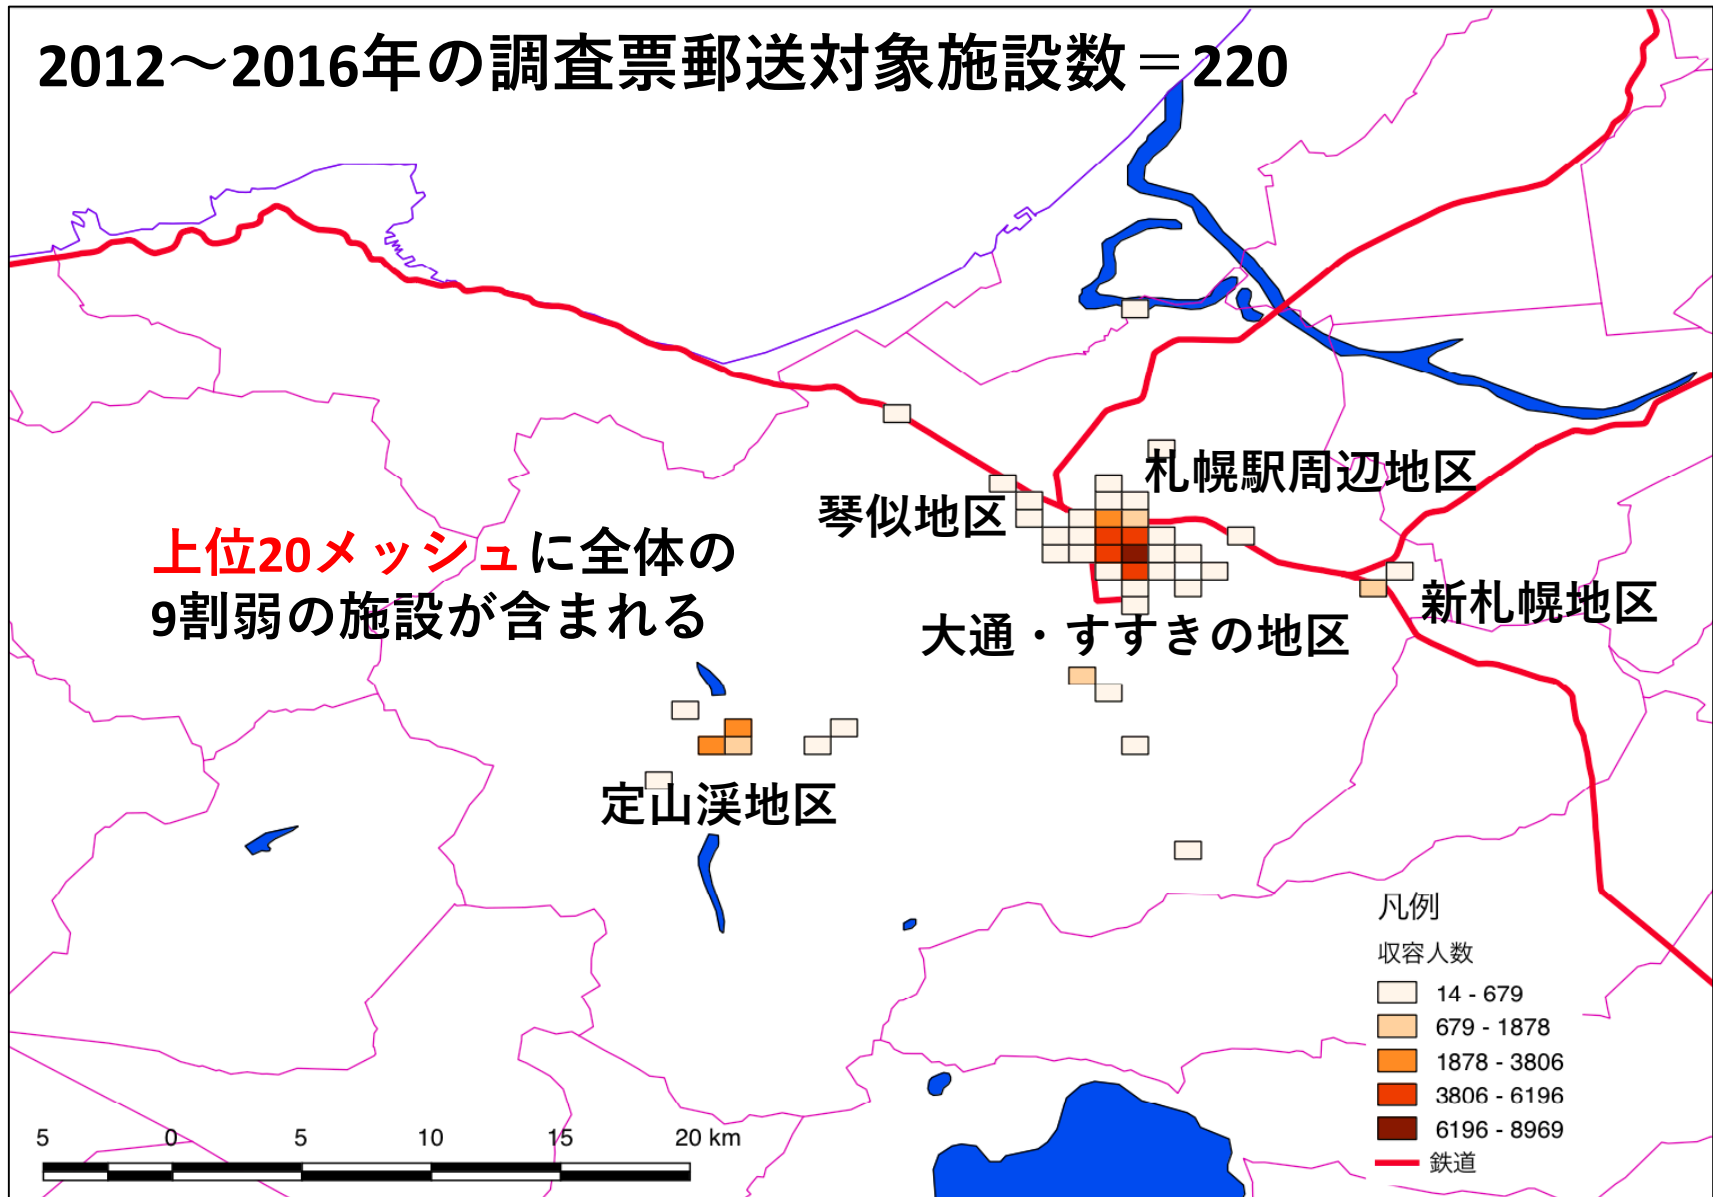 2012～2016年の調査票郵送対象施設数＝220
札幌駅周辺地区
琴似地区
上位20メッシュに全体の
9割弱の施設が含まれる
新札幌地区
大通・すすきの地区
定山渓地区
凡例
収容人数
14 - 679
679 - 1878
1878 - 3806
3806 - 6196
6196 - 8969
鉄道
5 0 5 10 15 20 km